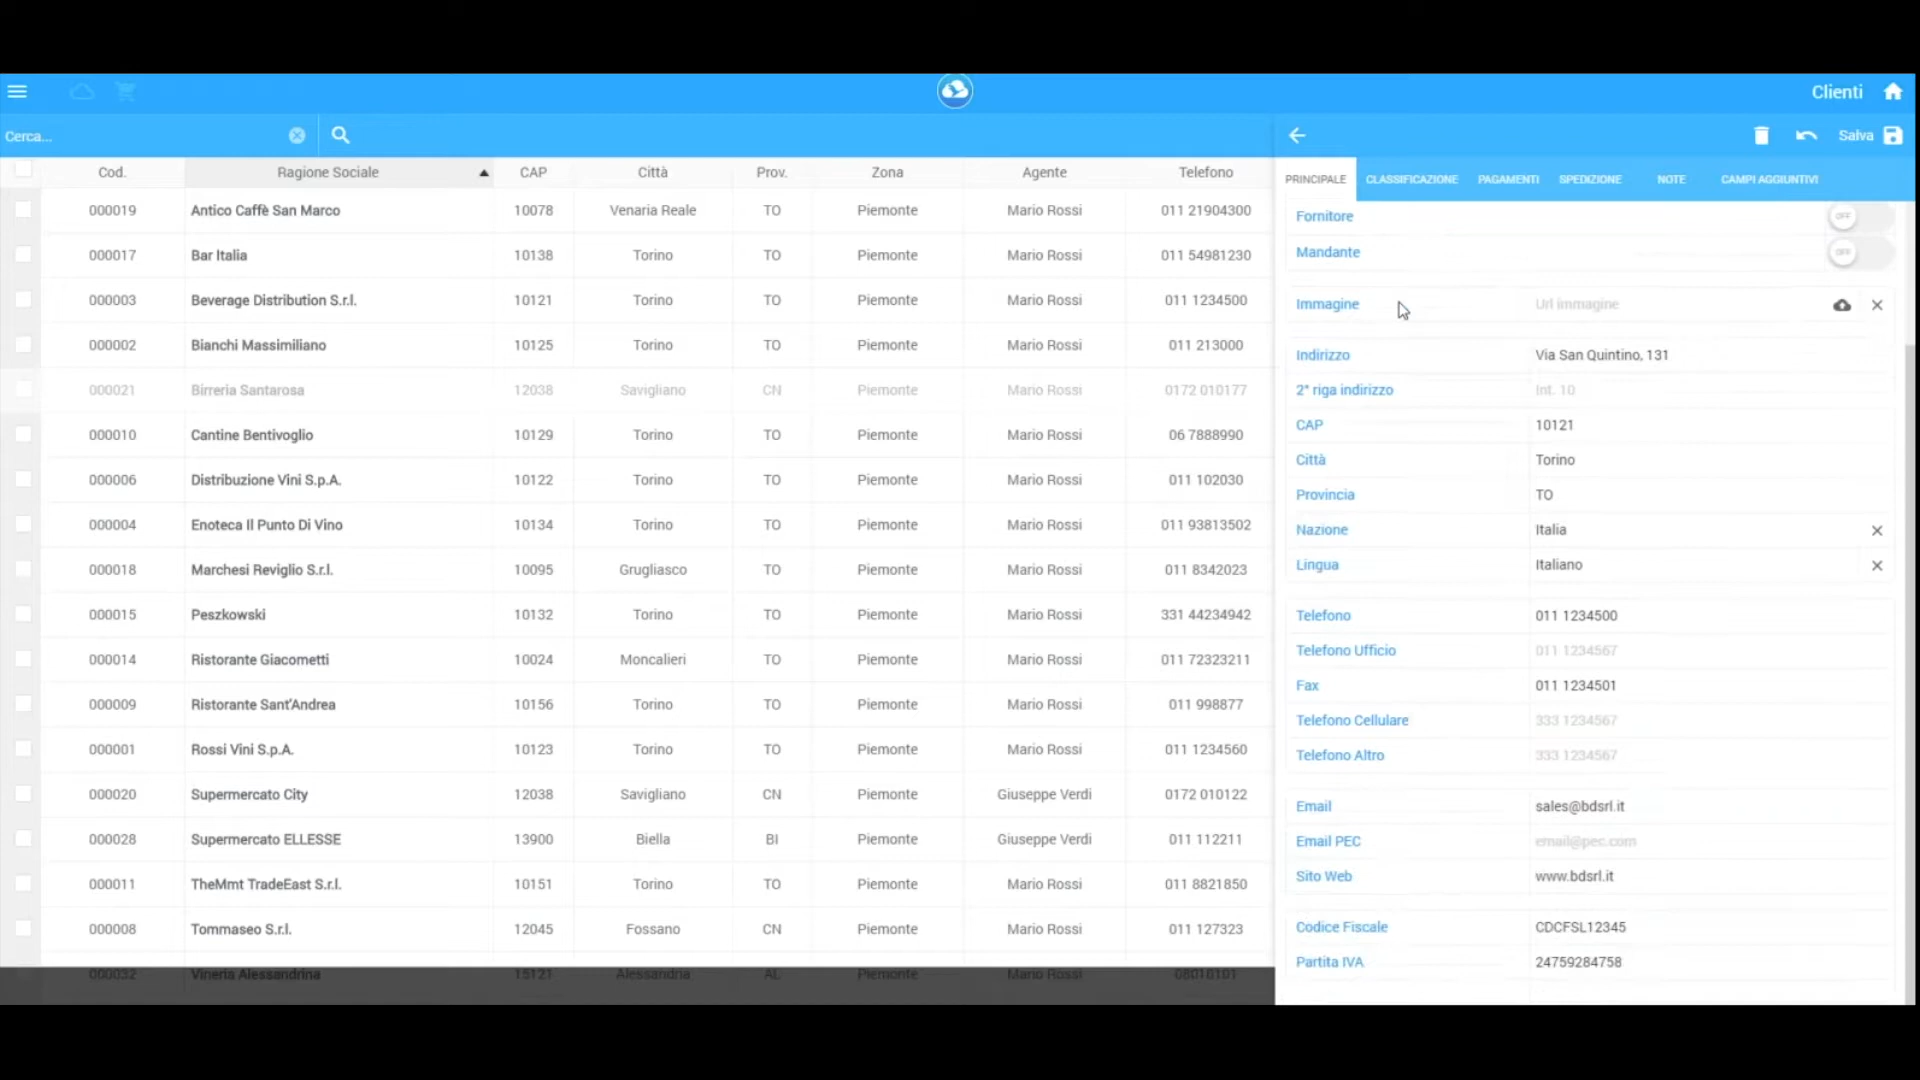 Clienti
Cerca...
Salva
Cod. Ragione Sociale CAP Città Prov. Zona Agente Telefono
000019 Antico Caffè San Marco 10078 Venaria Reale TO Piemonte Mario Rossi 011 21904300
000017 Bar Italia 10138 Torino TO Piemonte Mario Rossi 011 54981230
000003 Beverage Distribution S.r.l. 10121 Torino TO Piemonte Mario Rossi 011 1234500
000002 Bianchi Massimiliano 10125 Torino TO Piemonte Mario Rossi 011 213000
000021 Birreria Santarosa 12038 Savigliano CN Piemonte Mario Rossi 0172 010177
000010 Cantine Bentivoglio 10129 Torino TO Piemonte Mario Rossi 06 7888990
000006 Distribuzione Vini S.p.A. 10122 Torino TO Piemonte Mario Rossi 011 102030
000004 Enoteca Il Punto Di Vino 10134 Torino TO Piemonte Mario Rossi 011 93813502
000018 Marchesi Reviglio S.r.l. 10095 Grugliasco TO Piemonte Mario Rossi 011 8342023
000015 Peszkowski 10132 Torino TO Piemonte Mario Rossi 331 44234942
000014 Ristorante Giacometti 10024 Moncalieri TO Piemonte Mario Rossi 011 72323211
000009 Ristorante Sant'Andrea 10156 Torino TO Piemonte Mario Rossi 011 998877
000001 Rossi Vini S.p.A. 10123 Torino TO Piemonte Mario Rossi 011 1234560
000020 Supermercato City 12038 Savigliano CN Piemonte Giuseppe Verdi 0172 010122
000028 Supermercato ELLESSE 13900 Biella BI Piemonte Giuseppe Verdi 011 112211
000011 TheMmt TradeEast S.r.l. 10151 Torino TO Piemonte Mario Rossi 011 8821850
000008 Tommaseo S.r.l. 12045 Fossano CN Piemonte Mario Rossi 011 127323
000032 Vineria Alessandrina 15121 Alessandria AL Piemonte Mario Rossi 08018101
PRINCIPALE CLASSIFICAZIONE PAGAMENTI SPEDIZIONE NOTE CAMPI AGGIUNTIVI
Fornitore OFF
Mandante OFF
Immagine Url immagine
Indirizzo Via San Quintino, 131
2° riga indirizzo Int. 10
CAP 10121
Città Torino
Provincia TO
Nazione Italia
Lingua Italiano
Telefono 011 1234500
Telefono Ufficio 011 1234567
Fax 011 1234501
Telefono Cellulare 333 1234567
Telefono Altro 333 1234567
Email sales@bdsrl.it
Email PEC email@pec.com
Sito Web www.bdsrl.it
Codice Fiscale CDCFSL12345
Partita IVA 24759284758